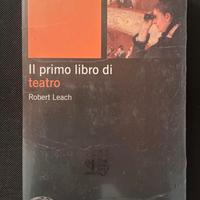 Il primo libro di
teatro
Robert Leach